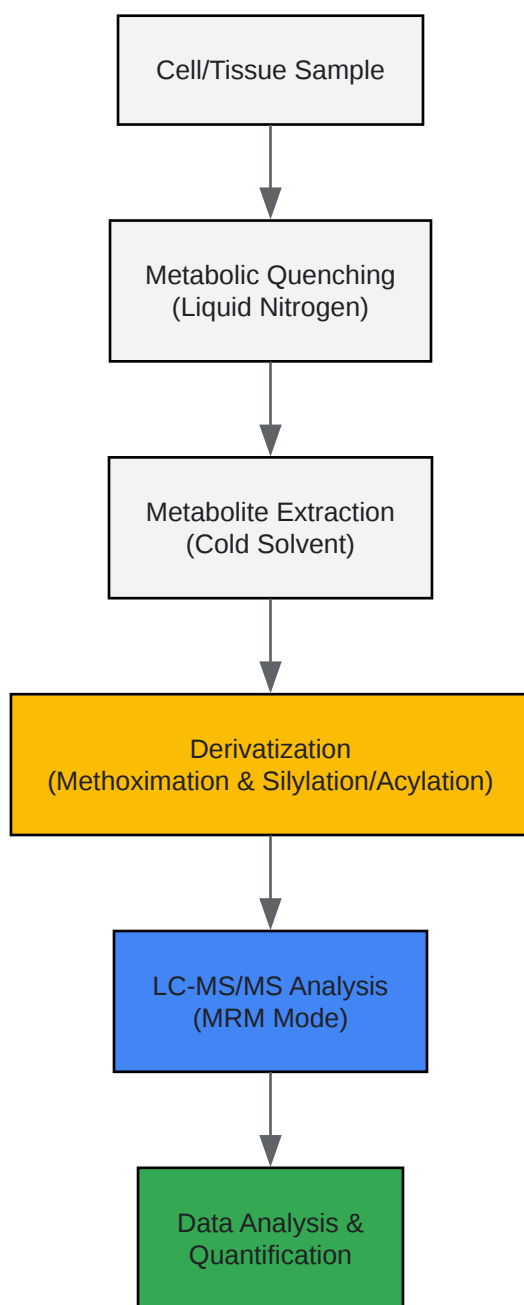 Cell/Tissue Sample
Metabolic Quenching
(Liquid Nitrogen)
Metabolite Extraction
(Cold Solvent)
Derivatization
(Methoximation & Silylation/Acylation)
LC-MS/MS Analysis
(MRM Mode)
Data Analysis &
Quantification